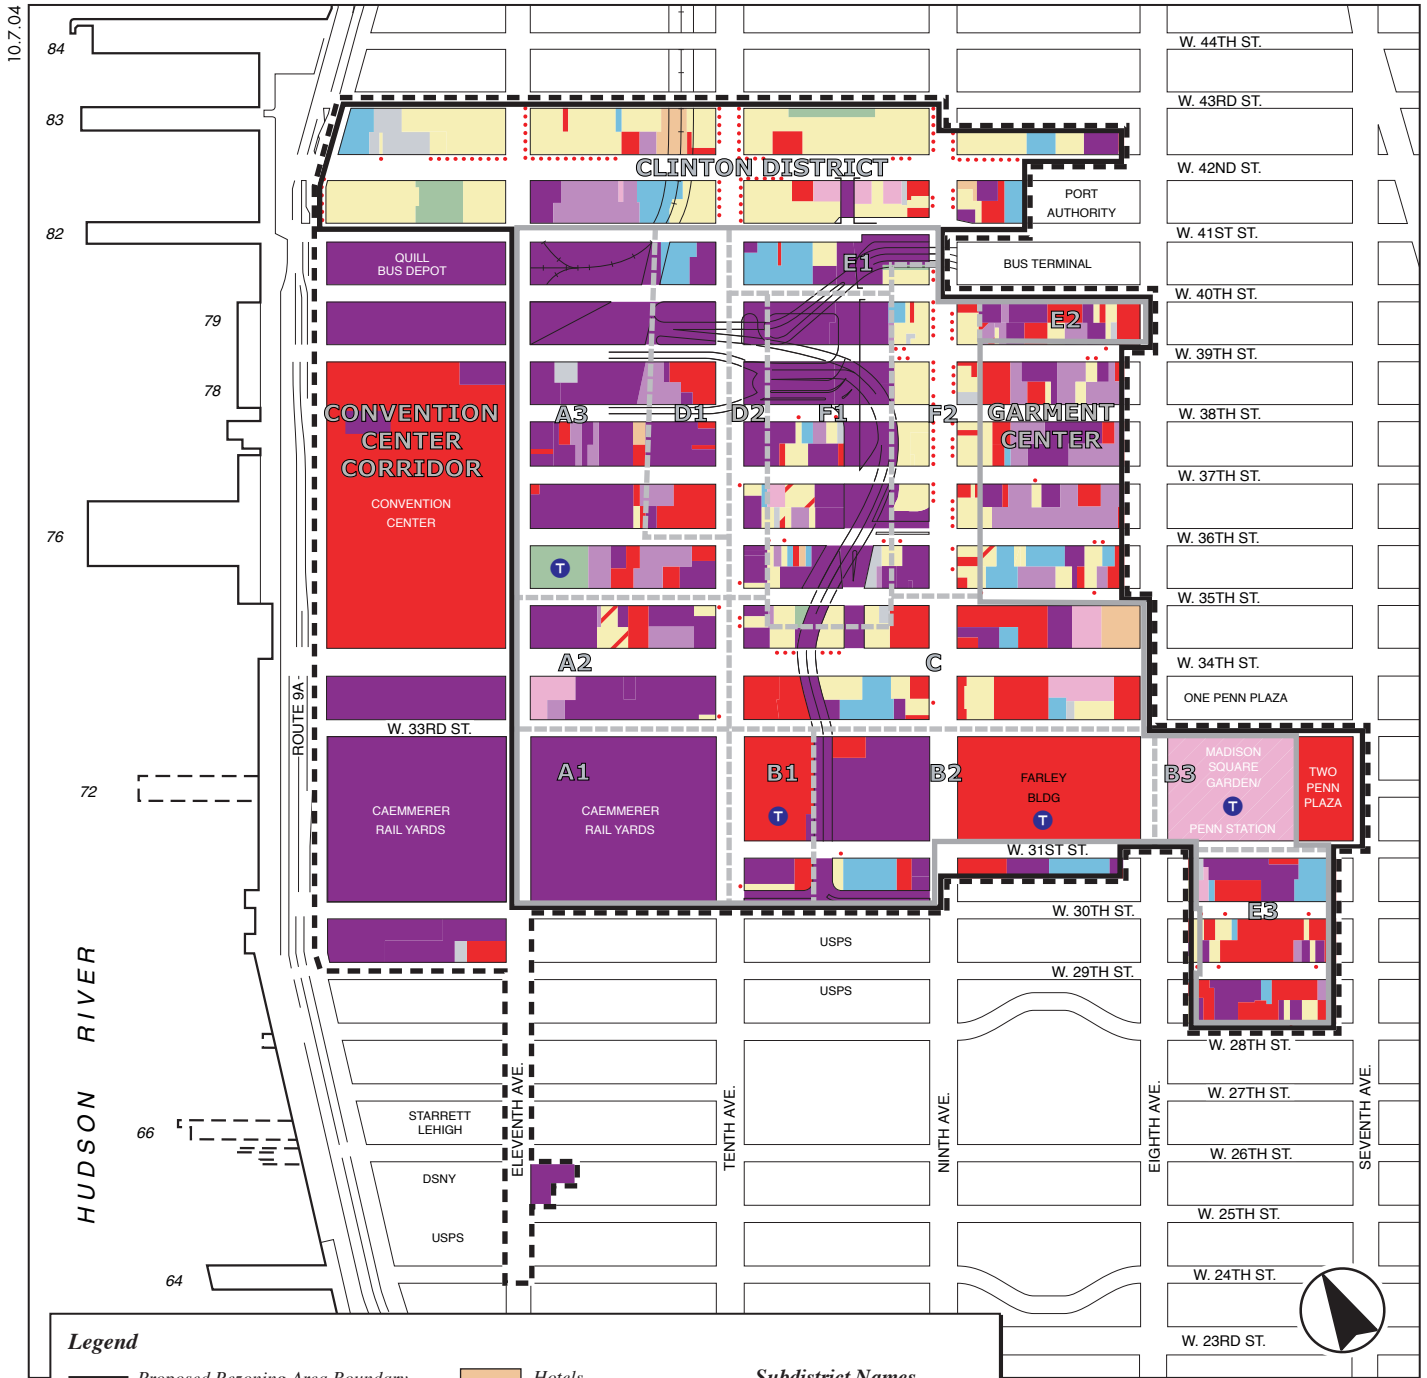 10.7.04
84
W. 44TH ST.
83
W. 43RD ST.
CLINTON DISTRICT
W. 42ND ST.
PORT
AUTHORITY
82
W. 41ST ST.
QUILL
BUS DEPOT
E1
BUS TERMINAL
79
W. 40TH ST.
E2
W. 39TH ST.
78
CONVENTION
CENTER
CORRIDOR
A3
D1
D2
F1
F2
GARMENT
CENTER
W. 38TH ST.
W. 37TH ST.
CONVENTION
CENTER
76
W. 36TH ST.
T
W. 35TH ST.
A2
C
W. 34TH ST.
ROUTE 9A
ONE PENN PLAZA
W. 33RD ST.
72
CAEMMERER
RAIL YARDS
A1
CAEMMERER
RAIL YARDS
B1
T
B2
FARLEY
BLDG
T
B3
MADISON
SQUARE
GARDEN/
T
PENN STATION
TWO
PENN
PLAZA
W. 31ST ST.
E3
W. 30TH ST.
USPS
W. 29TH ST.
USPS
HUDSON RIVER
W. 28TH ST.
ELEVENTH AVE.
TENTH AVE.
NINTH AVE.
EIGHTH AVE.
SEVENTH AVE.
W. 27TH ST.
66
STARRETT
LEHIGH
W. 26TH ST.
DSNY
W. 25TH ST.
USPS
64
W. 24TH ST.
W. 23RD ST.
Legend
Proposed Rezoning Area Boundary
Hotels
Subdistrict Names